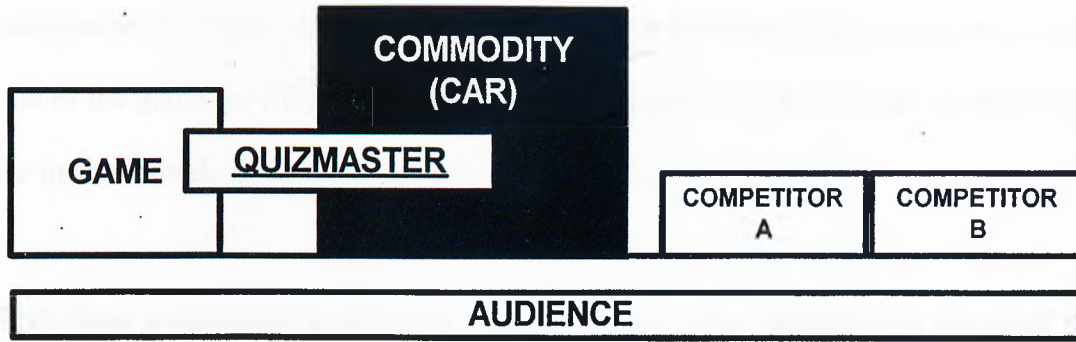 COMMODITY
(CAR)
GAME
QUIZMASTER
COMPETITOR
A
COMPETITOR
B
AUDIENCE